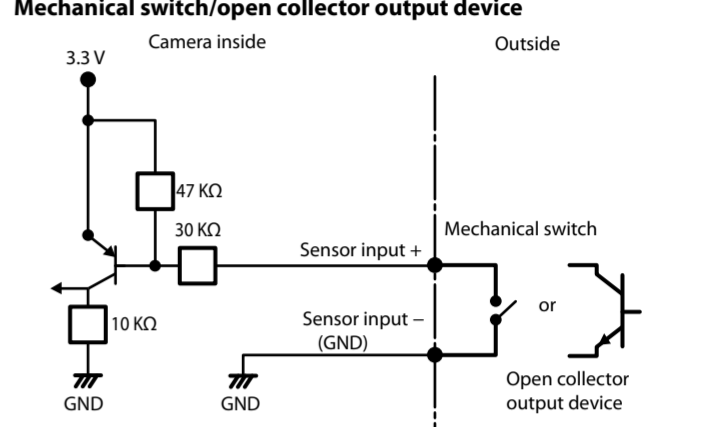 Mechanical switch/open collector output device
Camera inside
Outside
3.3 V
47 KΩ
30 KΩ
Mechanical switch
Sensor input +
or
Sensor input –
(GND)
10 KΩ
GND
GND
Open collector
output device